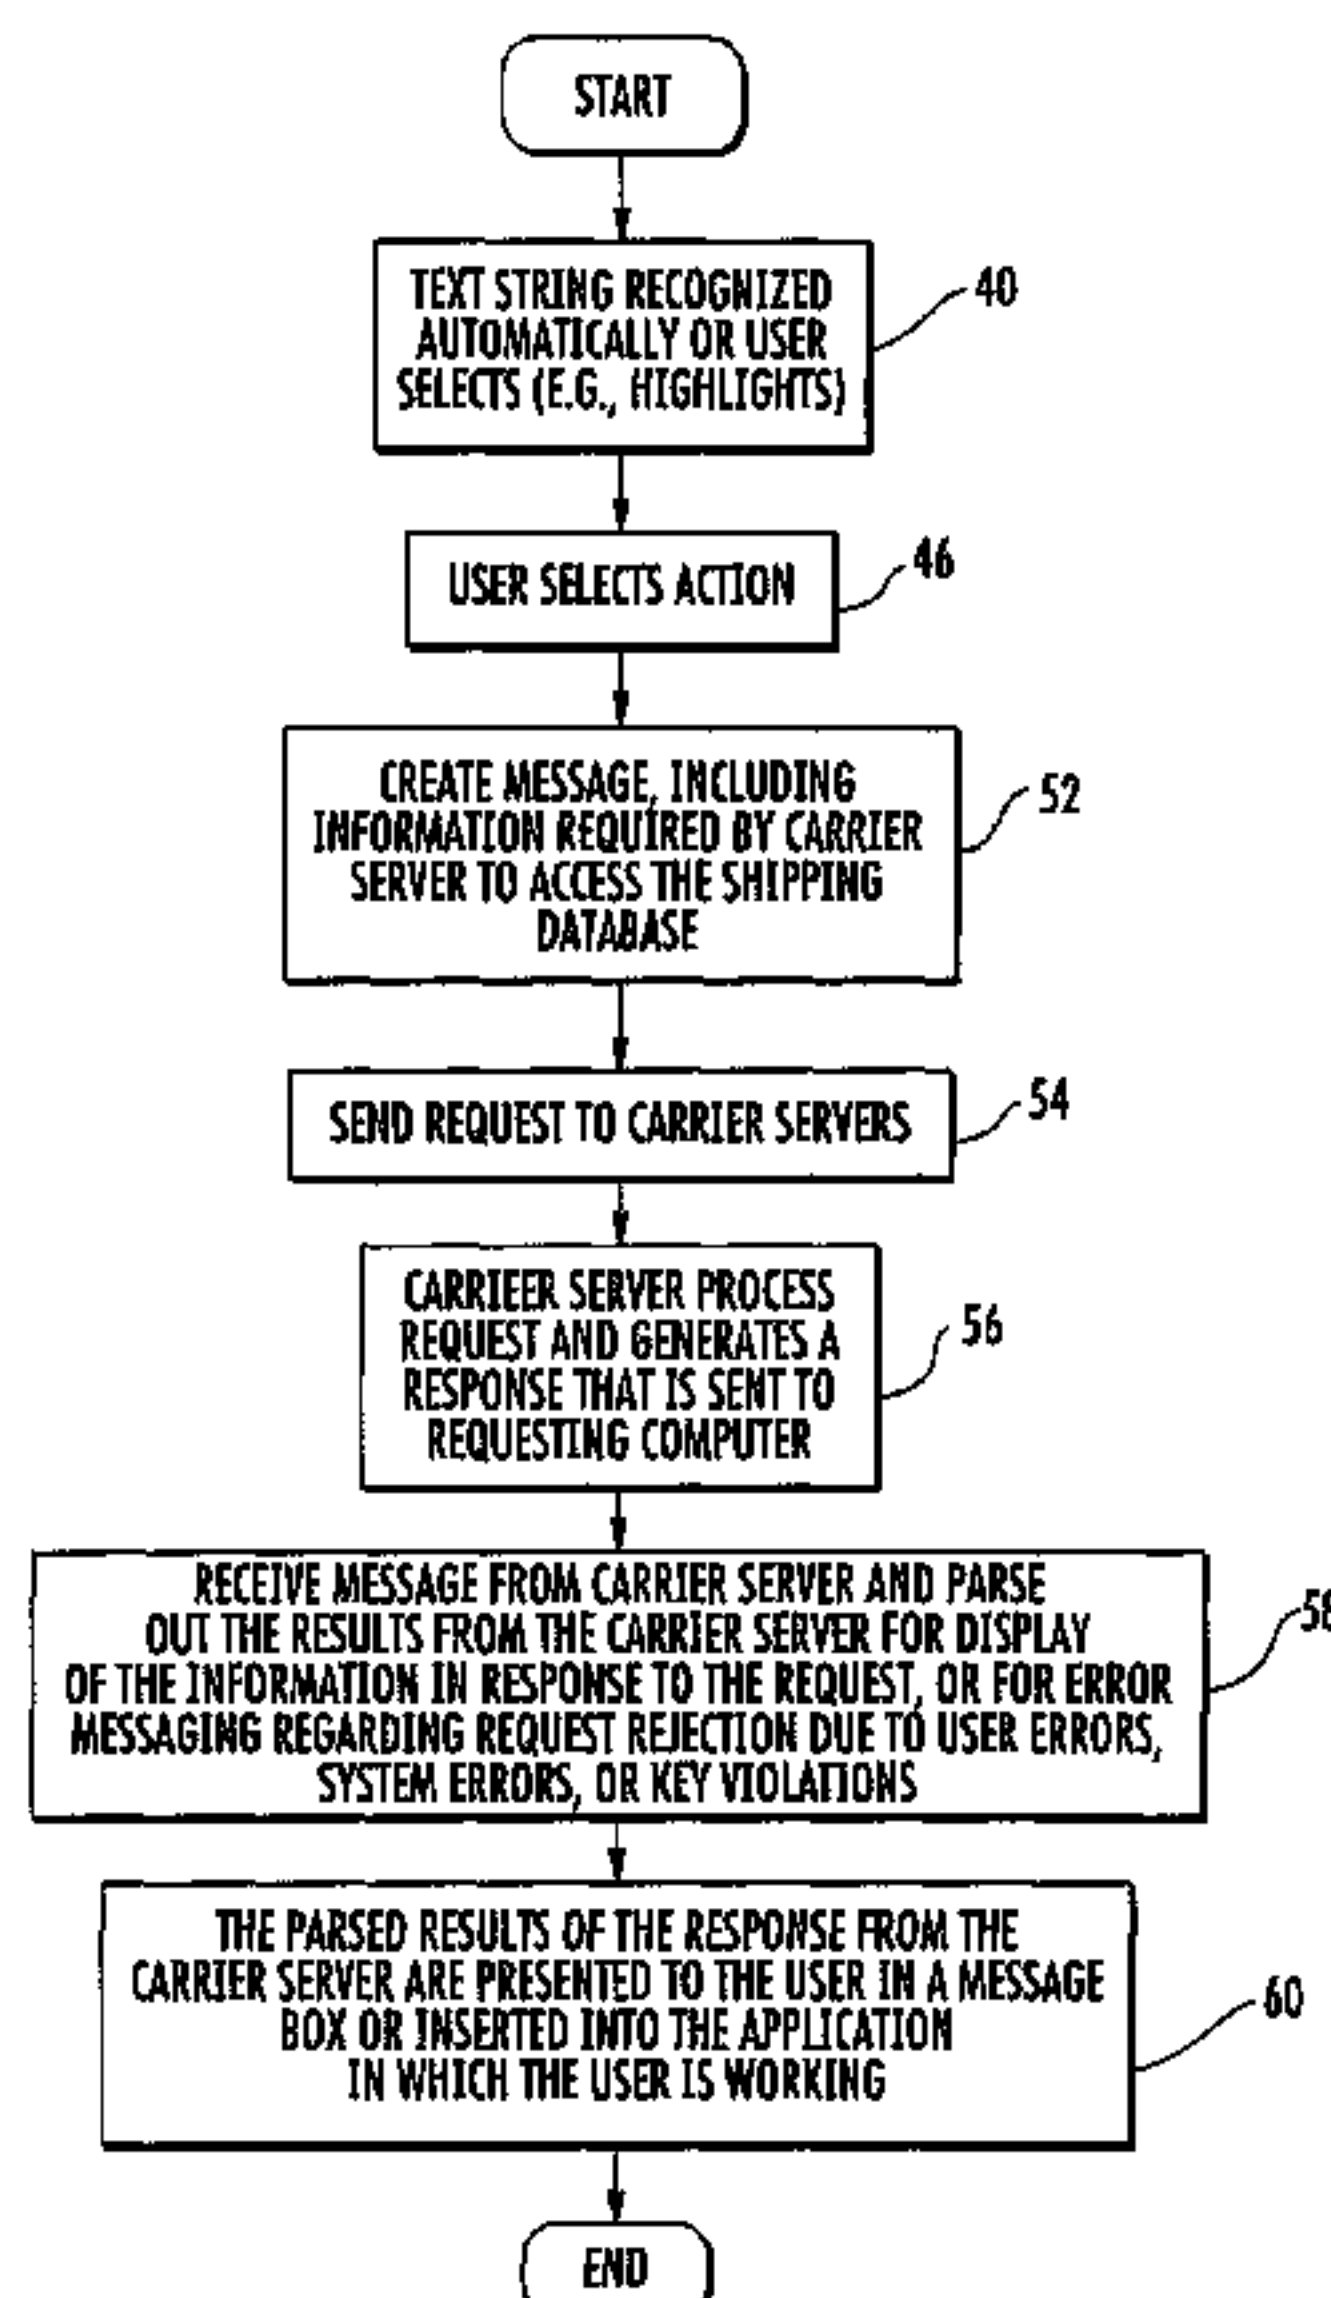 START
TEXT STRING RECOGNIZED
AUTOMATICALLY OR USER
SELECTS (E.G., HIGHLIGHTS)
40
USER SELECTS ACTION
46
CREATE MESSAGE, INCLUDING
INFORMATION REQUIRED BY CARRIER
SERVER TO ACCESS THE SHIPPING
DATABASE
52
SEND REQUEST TO CARRIER SERVERS
54
CARRIEER SERVER PROCESS
REQUEST AND GENERATES A
RESPONSE THAT IS SENT TO
REQUESTING COMPUTER
56
RECEIVE MESSAGE FROM CARRIER SERVER AND PARSE
OUT THE RESULTS FROM THE CARRIER SERVER FOR DISPLAY
OF THE INFORMATION IN RESPONSE TO THE REQUEST, OR FOR ERROR
MESSAGING REGARDING REQUEST REJECTION DUE TO USER ERRORS,
SYSTEM ERRORS, OR KEY VIOLATIONS
58
THE PARSED RESULTS OF THE RESPONSE FROM THE
CARRIER SERVER ARE PRESENTED TO THE USER IN A MESSAGE
BOX OR INSERTED INTO THE APPLICATION
IN WHICH THE USER IS WORKING
60
END